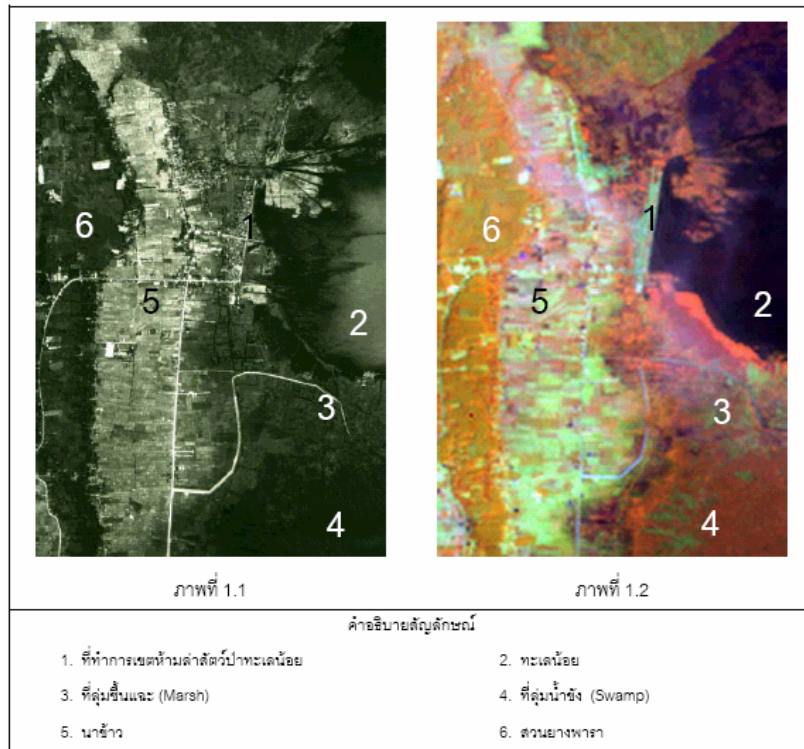 6
1
5
2
3
4
6
1
5
2
3
4
ภาพที่ 1.1
ภาพที่ 1.2
คำอธิบายสัญลักษณ์
1. ที่ทำการเขตห้ามล่าสัตว์ป่าทะเลน้อย
2. ทะเลน้อย
3. ที่ลุ่มชื้นแฉะ (Marsh)
4. ที่ลุ่มน้ำขัง (Swamp)
5. นาข้าว
6. สวนยางพารา